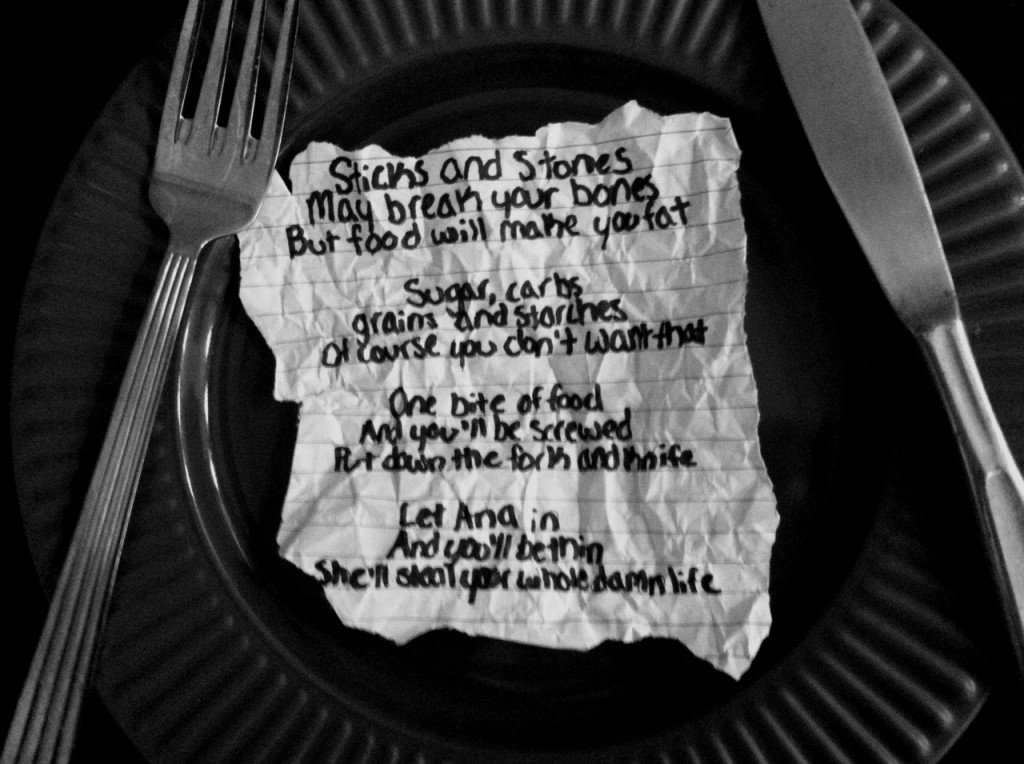 Sticks and Stones
May break your bones
But food will make you fat
Sugar, carbs
grains and starches
Of course you don't want that
One bite of food
And you'll be screwed
Put down the fork and knife
Let Ana in
And you'll be thin
She'll steal your whole damn life